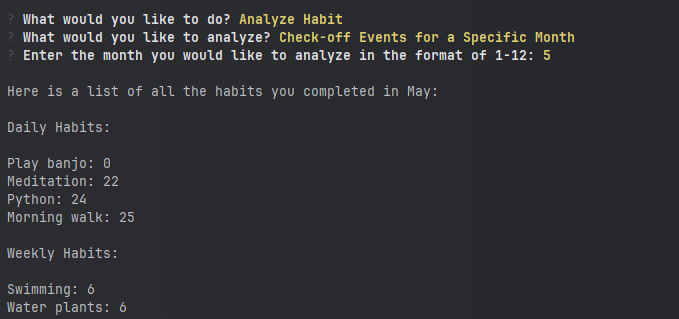 ? What would you like to do? Analyze Habit
? What would you like to analyze? Check-off Events for a Specific Month
? Enter the month you would like to analyze in the format of 1-12: 5
Here is a list of all the habits you completed in May:
Daily Habits:
Play banjo: 0
Meditation: 22
Python: 24
Morning walk: 25
Weekly Habits:
Swimming: 6
Water plants: 6